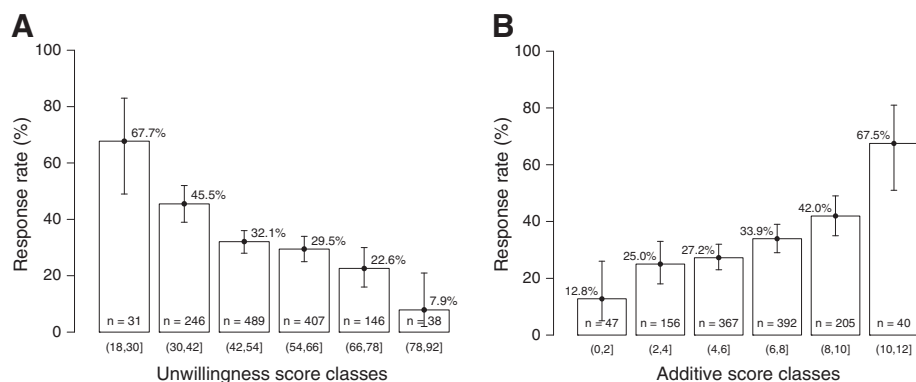 A
100
80
60
40
20
0
Response rate (%)
67.7%
45.5%
32.1%
29.5%
22.6%
7.9%
n = 31
n = 246
n = 489
n = 407
n = 146
n = 38
(18,30]
(30,42]
(42,54]
(54,66]
(66,78]
(78,92]
Unwillingness score classes
B
100
80
60
40
20
0
Response rate (%)
12.8%
25.0%
27.2%
33.9%
42.0%
67.5%
n = 47
n = 156
n = 367
n = 392
n = 205
n = 40
(0,2]
(2,4]
(4,6]
(6,8]
(8,10]
(10,12]
Additive score classes